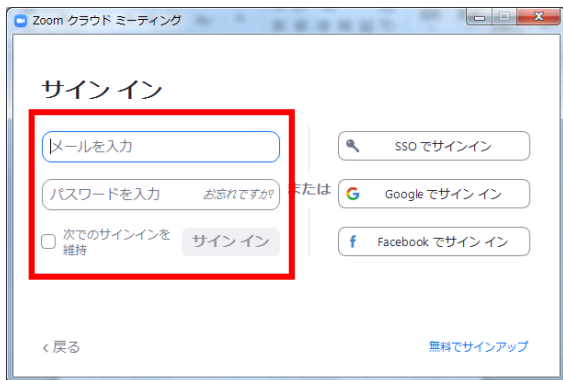 Zoom クラウド ミーティング
サイン イン
メールを入力
パスワードを入力 お忘れですか?
次でのサインインを
維持
サイン イン
または
SSO でサインイン
Google でサイン イン
Facebook でサイン イン
戻る
無料でサインアップ